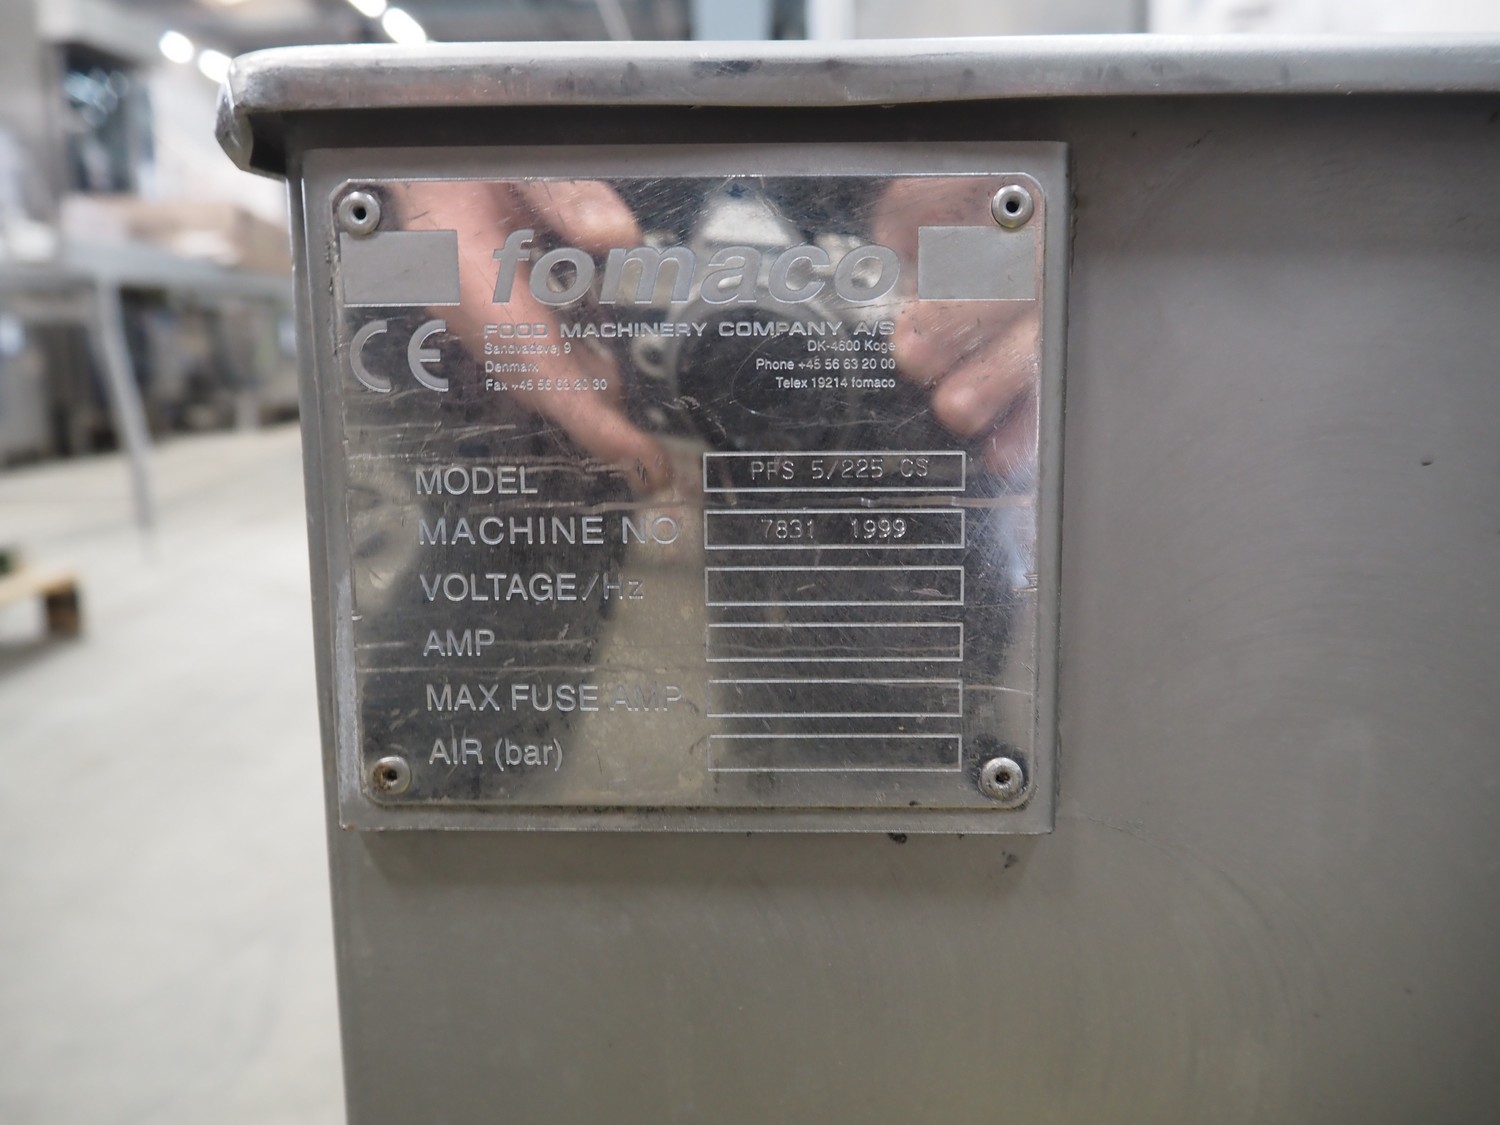 fomaco
CE
FOOD MACHINERY COMPANY A/S
Sandvadsvej 9 DK-4600 Koge
Denmark Phone +45 56 63 20 00
Fax +45 56 63 20 30 Telex 19214 fomaco
MODEL PFS 5/225 CS
MACHINE NO 7831 1999
VOLTAGE/Hz
AMP
MAX FUSE AMP
AIR (bar)